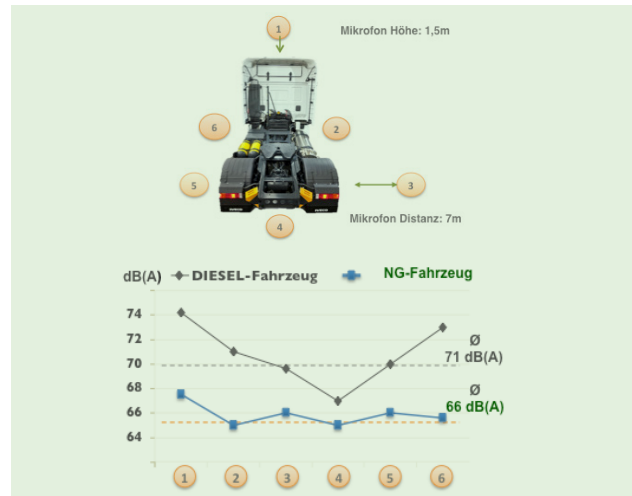 1
Mikrofon Höhe: 1,5m
6
2
5
3
Mikrofon Distanz: 7m
4
dB(A) DIESEL-Fahrzeug NG-Fahrzeug
74
72
Ø
71 dB(A)
70
68
Ø
66 dB(A)
66
64
1 2 3 4 5 6